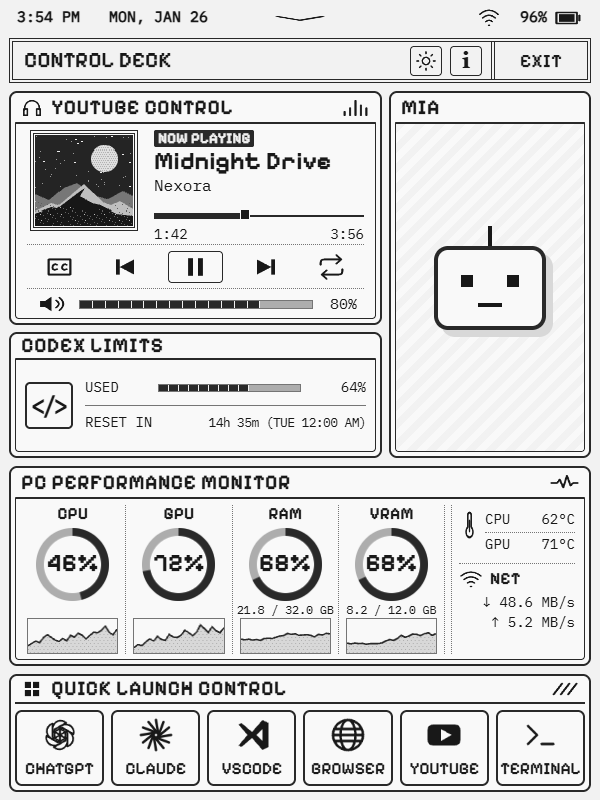 3:54 PM MON, JAN 26 96%
CONTROL DECK i EXIT
YOUTUBE CONTROL
NOW PLAYING
Midnight Drive
Nexora
1:42 3:56
CC
80%
MIA
CODEX LIMITS
</> USED 64%
RESET IN 14h 35m (TUE 12:00 AM)
PC PERFORMANCE MONITOR
CPU GPU RAM VRAM
46% 72% 68% 68%
21.8 / 32.0 GB 8.2 / 12.0 GB
CPU 62°C
GPU 71°C
NET
↓ 48.6 MB/s
↑ 5.2 MB/s
QUICK LAUNCH CONTROL
CHATGPT CLAUDE VSCODE BROWSER YOUTUBE TERMINAL